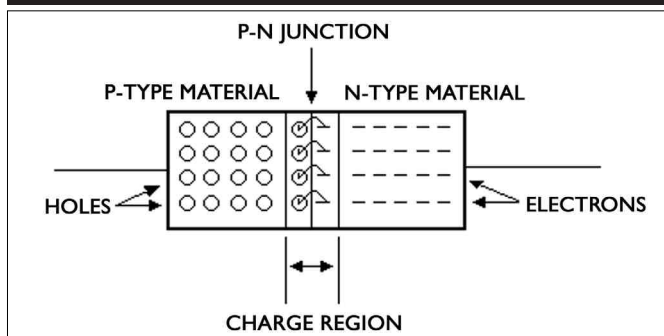 P-N JUNCTION
P-TYPE MATERIAL N-TYPE MATERIAL
HOLES ELECTRONS
CHARGE REGION